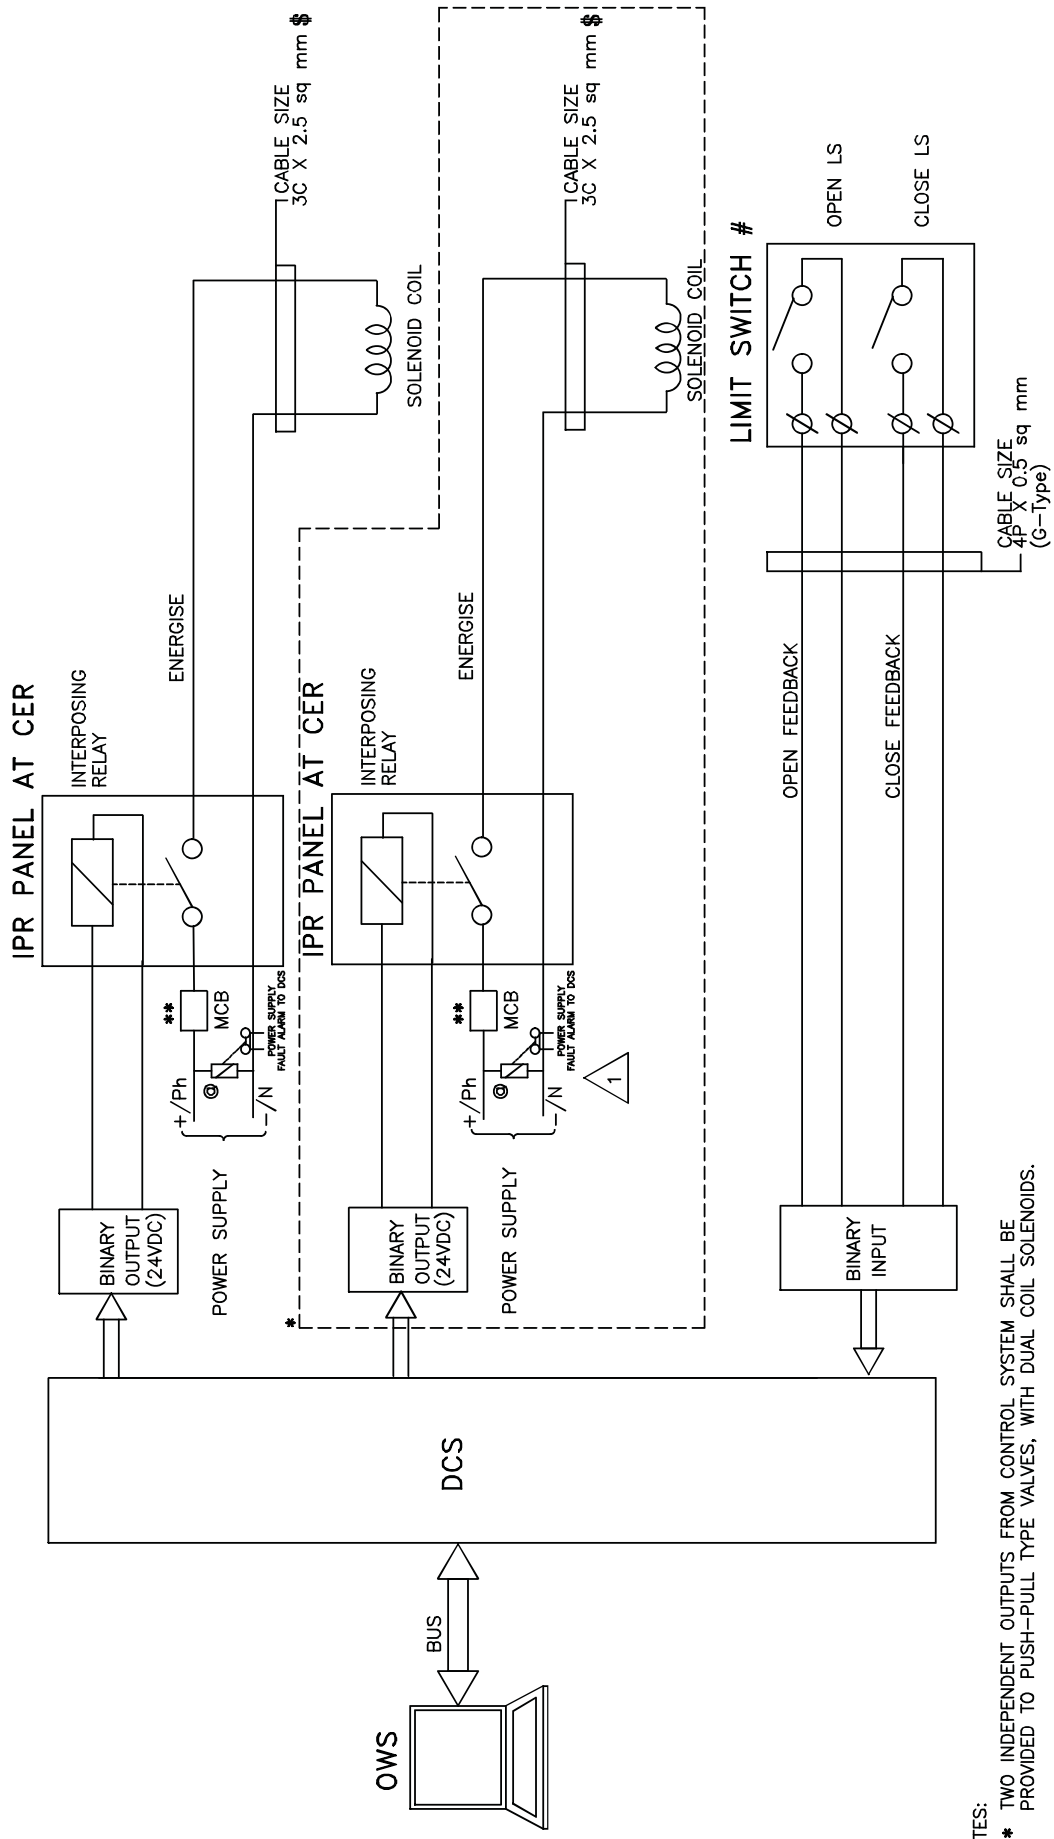 IPR PANEL AT CER
INTERPOSING
RELAY
ENERGISE
CABLE SIZE
3C X 2.5 sq mm $
SOLENOID COIL
BINARY
OUTPUT
(24VDC)
**
MCB
+/Ph
@
-/N
POWER SUPPLY
FAULT ALARM TO DCS
POWER SUPPLY
*
IPR PANEL AT CER
INTERPOSING
RELAY
ENERGISE
CABLE SIZE
3C X 2.5 sq mm $
SOLENOID COIL
BINARY
OUTPUT
(24VDC)
**
MCB
+/Ph
@
-/N
POWER SUPPLY
FAULT ALARM TO DCS
POWER SUPPLY
1
OWS
BUS
DCS
LIMIT SWITCH #
OPEN LS
CLOSE LS
OPEN FEEDBACK
CLOSE FEEDBACK
CABLE SIZE
4P X 0.5 sq mm
(G-Type)
BINARY
INPUT
TES:
* TWO INDEPENDENT OUTPUTS FROM CONTROL SYSTEM SHALL BE
PROVIDED TO PUSH-PULL TYPE VALVES, WITH DUAL COIL SOLENOIDS.